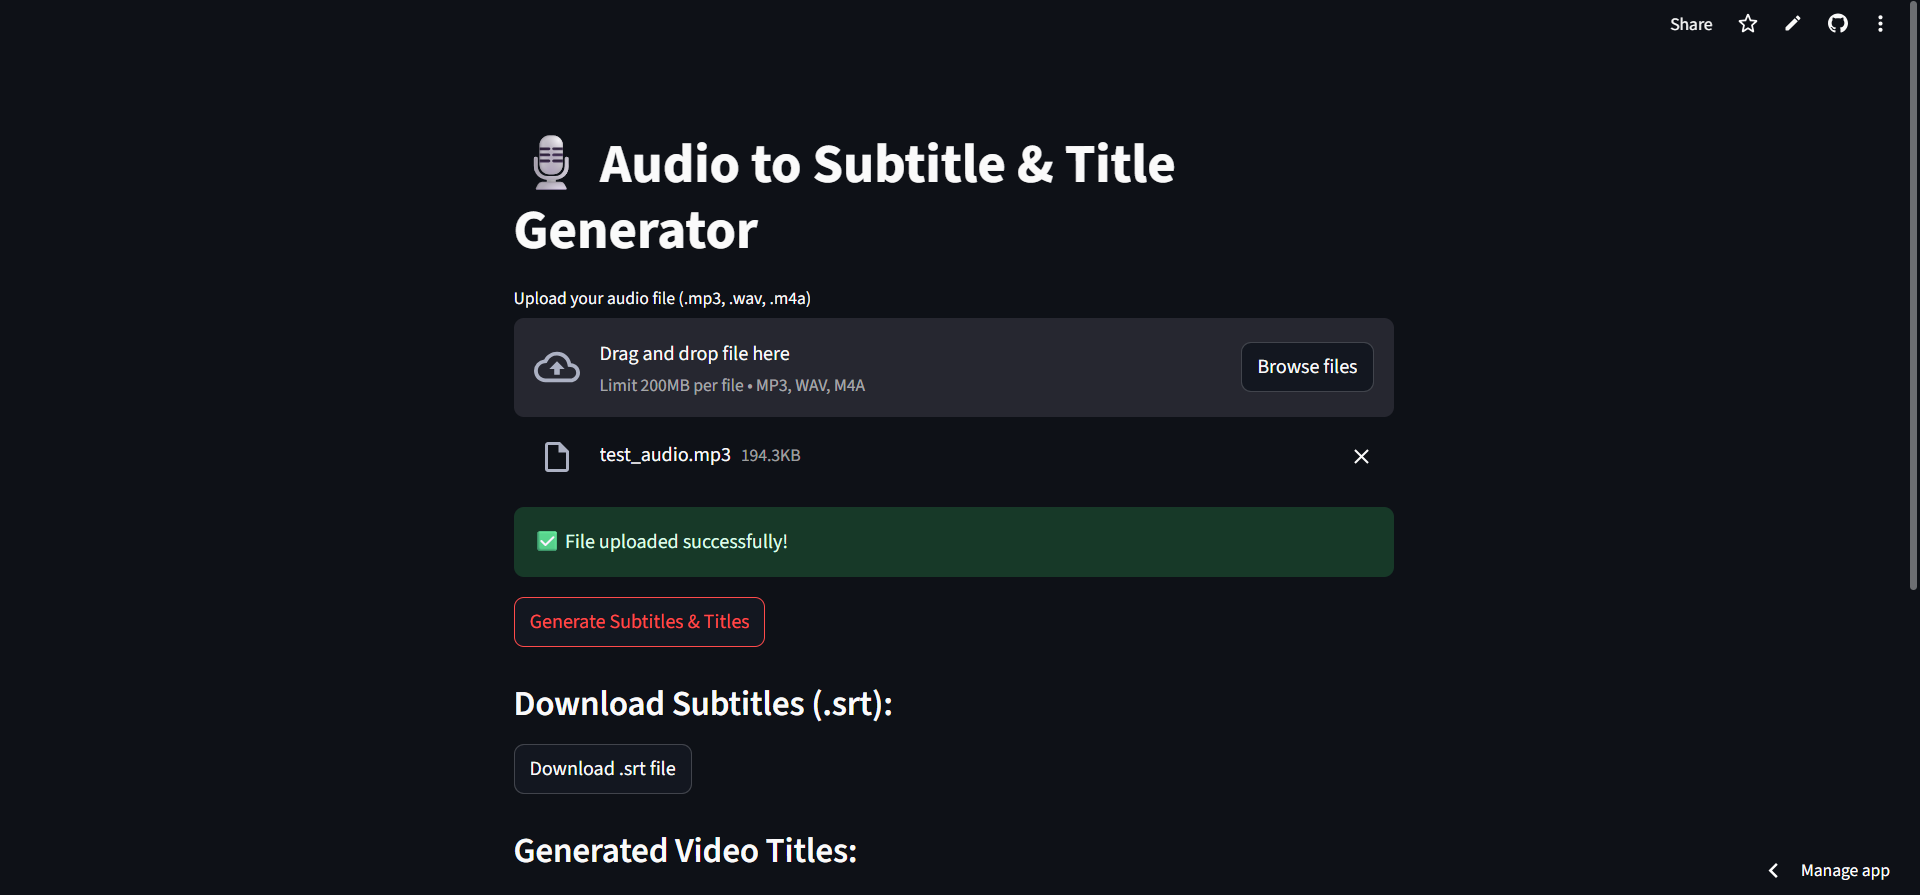 Share
Audio to Subtitle & Title
Generator
Upload your audio file (.mp3, .wav, .m4a)
Drag and drop file here
Limit 200MB per file • MP3, WAV, M4A
Browse files
test_audio.mp3 194.3KB
File uploaded successfully!
Generate Subtitles & Titles
Download Subtitles (.srt):
Download .srt file
Generated Video Titles:
Manage app